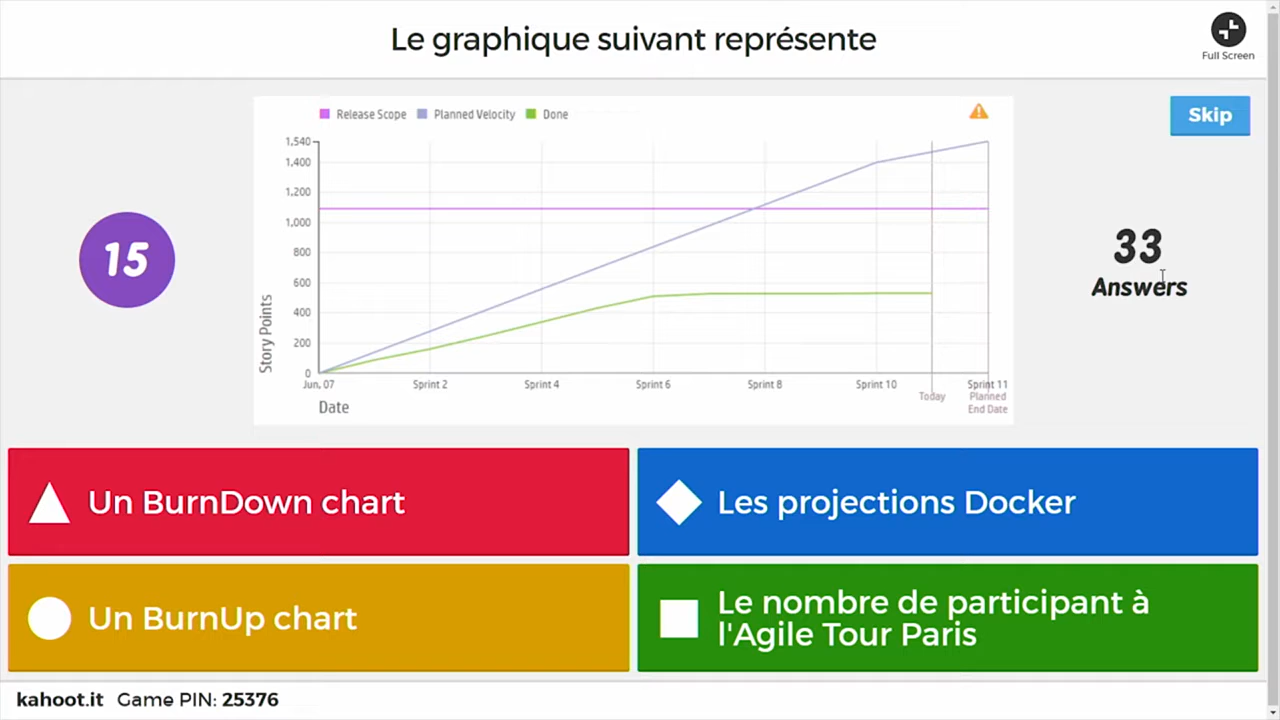 Le graphique suivant représente
Full Screen
Skip
15
33
Answers
Release Scope Planned Velocity Done
1,540
1,400
1,200
1,000
800
600
400
200
0
Story Points
Jun, 07 Sprint 2 Sprint 4 Sprint 6 Sprint 8 Sprint 10 Sprint 11
Today Planned
End Date
Date
Un BurnDown chart
Les projections Docker
Un BurnUp chart
Le nombre de participant à
l'Agile Tour Paris
kahoot.it Game PIN: 25376